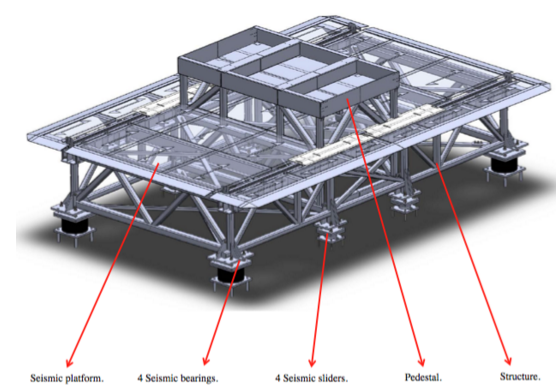 Seismic platform.
4 Seismic bearings.
4 Seismic sliders.
Pedestal.
Structure.